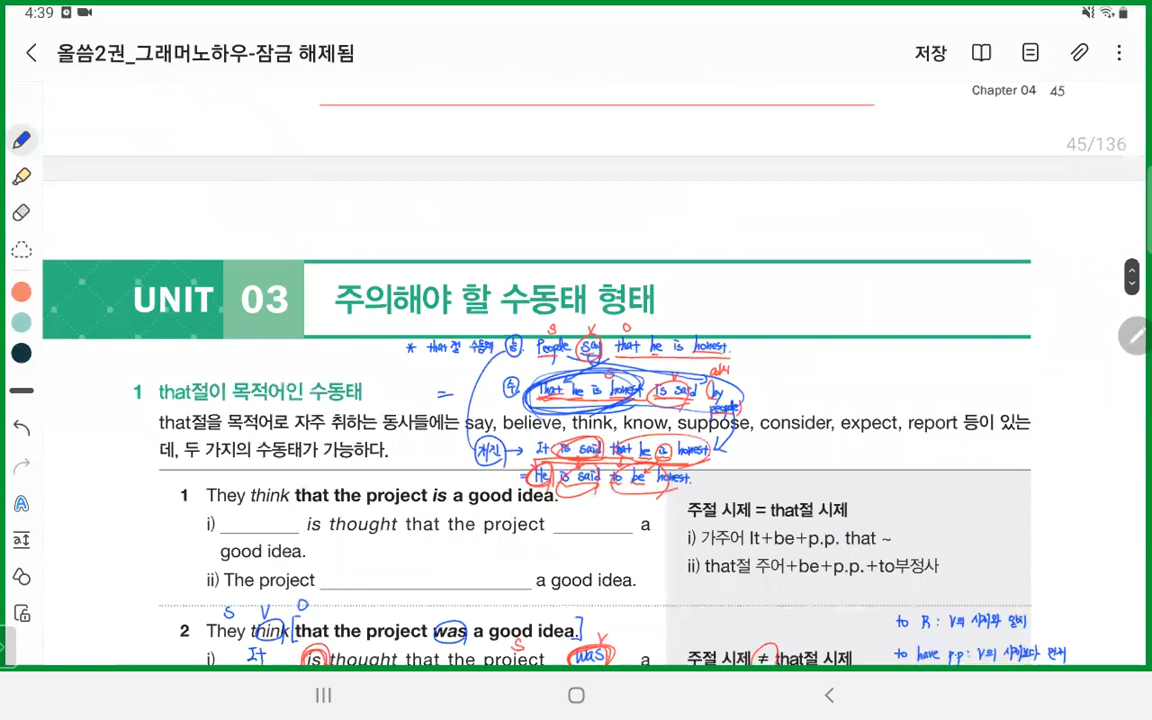 4:39
올씀2권_그래머노하우-잠금 해제됨
저장
Chapter 04 45
45/136
UNIT 03 주의해야 할 수동태 형태
S V O
* that절 수동태 능. People say that he is honest.
1 that절이 목적어인 수동태
= 수. That he is honest is said (by people)
that절을 목적어로 자주 취하는 동사들에는 say, believe, think, know, suppose, consider, expect, report 등이 있는
데, 두 가지의 수동태가 가능하다.
→ It is said that he is honest.
= He is said to be honest.
1 They think that the project is a good idea.
i) ________ is thought that the project ________ a
good idea.
ii) The project ________ a good idea.
주절 시제 = that절 시제
i) 가주어 It+be+p.p. that ~
ii) that절 주어+be+p.p.+to부정사
S V O
2 They think [that the project was a good idea.]
S V
i) It is thought that the project was a
to R : V의 시제와 일치
주절 시제 ≠ that절 시제
to have p.p : V의 시제보다 먼저